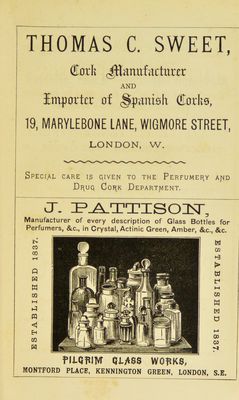 THOMAS C. SWEET,
Cork Manufacturer
AND
Importer of Spanish Corks,
19, MARYLEBONE LANE, WIGMORE STREET,
LONDON, W.
SPECIAL CARE IS GIVEN TO THE PERFUMERY AND
DRUG CORK DEPARTMENT.
J. PATTISON,
Manufacturer of every description of Glass Bottles for
Perfumers, &c., in Crystal, Actinic Green, Amber, &c., &c.
ESTABLISHED 1837.
ESTABLISHED 1837.
PILGRIM GLASS WORKS,
MONTFORD PLACE, KENNINGTON GREEN, LONDON, S.E.